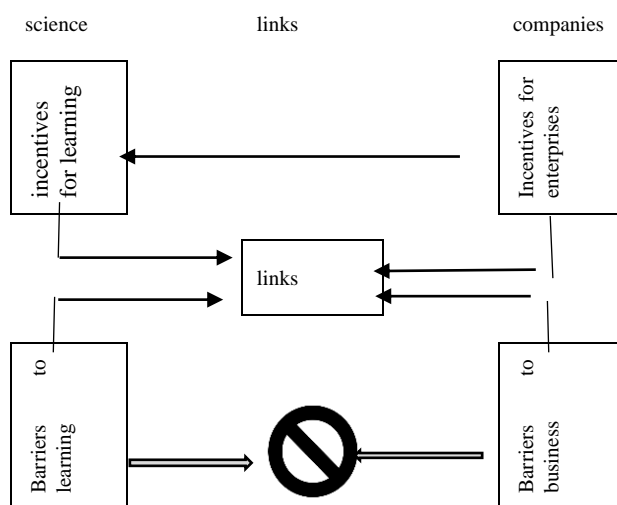 science
links
companies
incentives
for learning
Incentives for
enterprises
links
Barriers to
learning
Barriers to
business